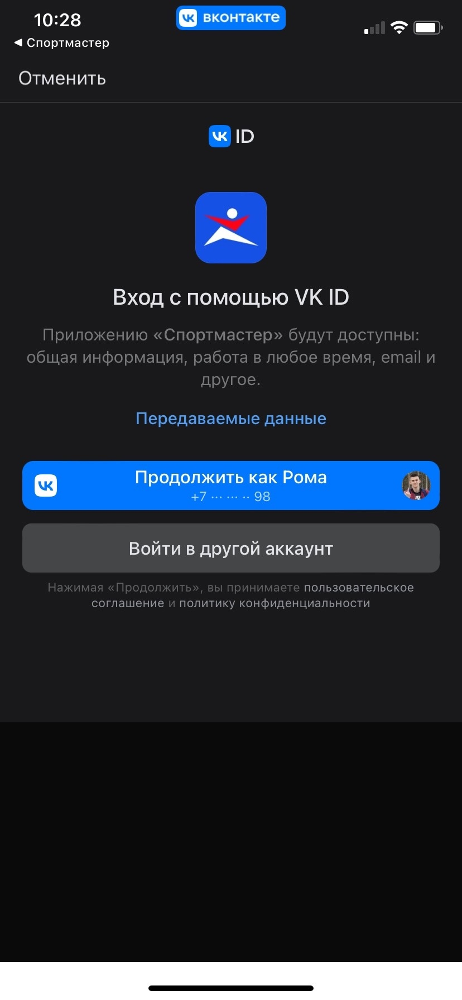 10:28
вконтакте
◀ Спортмастер
Отменить
VK ID
Вход с помощью VK ID
Приложению «Спортмастер» будут доступны:
общая информация, работа в любое время, email и
другое.
Передаваемые данные
Продолжить как Рома
+7 ··· ··· ·· 98
Войти в другой аккаунт
Нажимая «Продолжить», вы принимаете пользовательское
соглашение и политику конфиденциальности